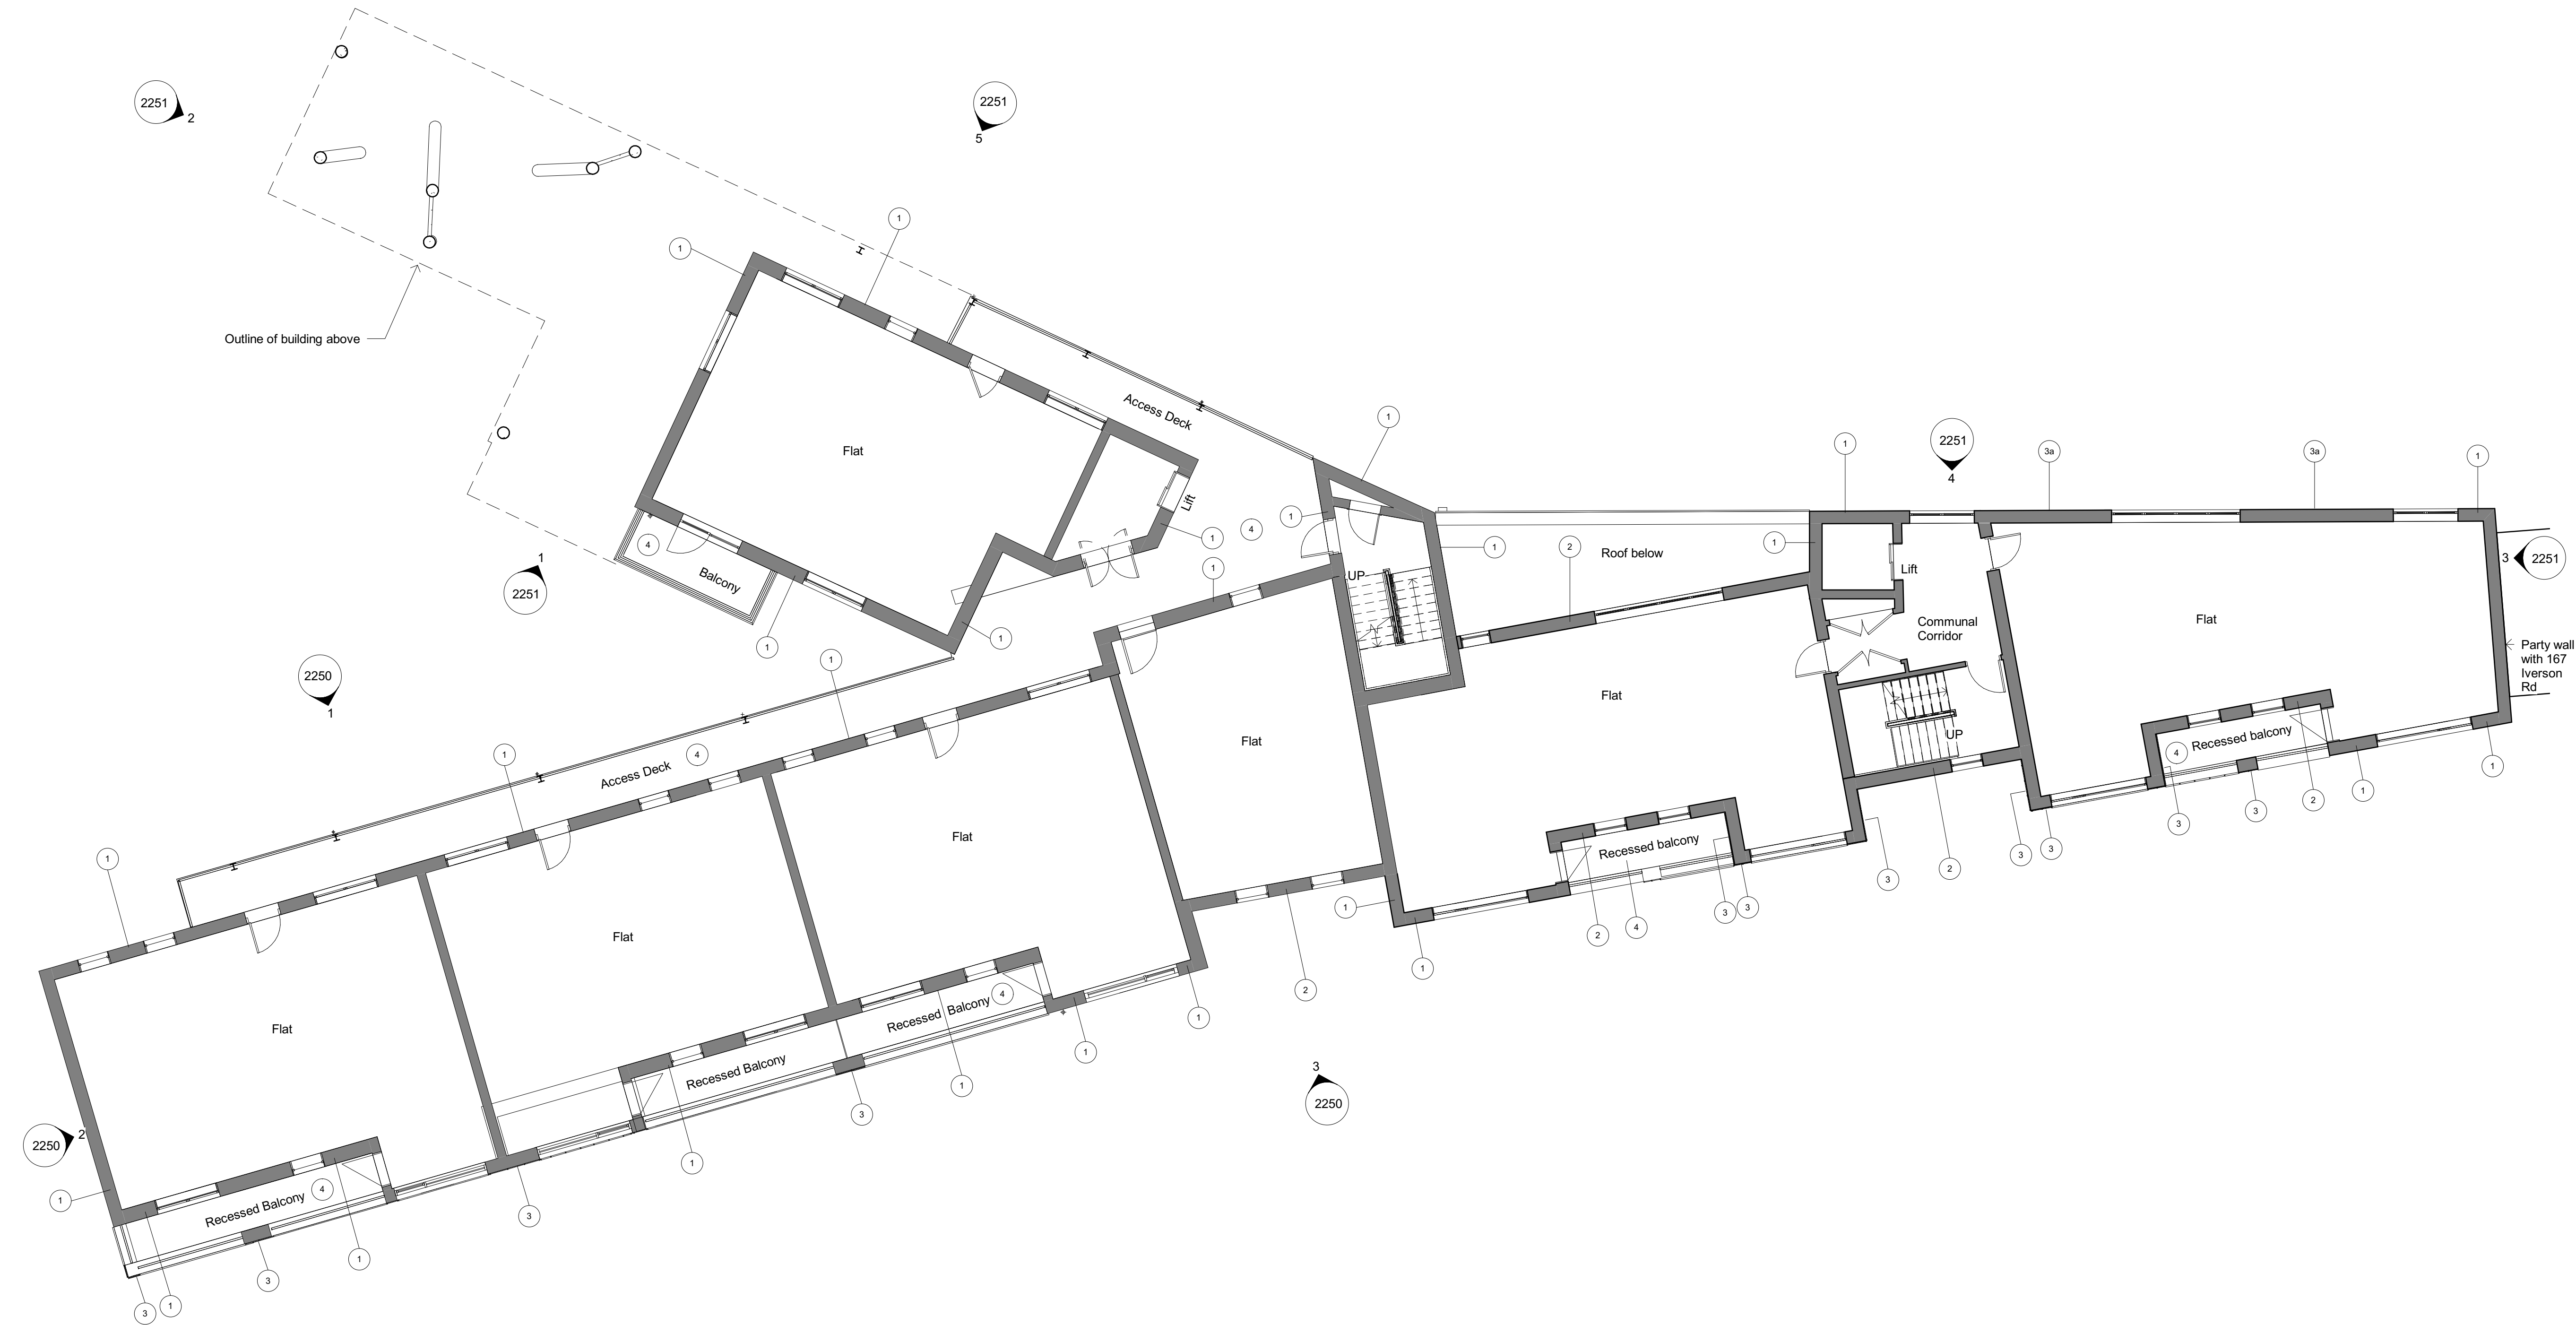 2251
2
2251
5
1
1
Outline of building above
Access Deck
1
1
2251
4
3a
3a
1
Flat
Lift
4
1
1
1
2
Roof below
1
3
2251
1
4
Balcony
1
2251
1
UP
Lift
Communal
Corridor
Flat
1
1
1
Party wall
with 167
Iverson
Rd
2250
1
1
Access Deck
4
Flat
Flat
UP
Recessed balcony
4
1
1
Flat
Recessed balcony
3
3
2
3
3
2
1
1
Flat
2
4
3
3
3
2
1
1
Flat
Recessed Balcony
4
2
1
1
Recessed Balcony
1
3
1
3
2250
2250
2
1
Recessed Balcony
4
1
3
3
1
3
1